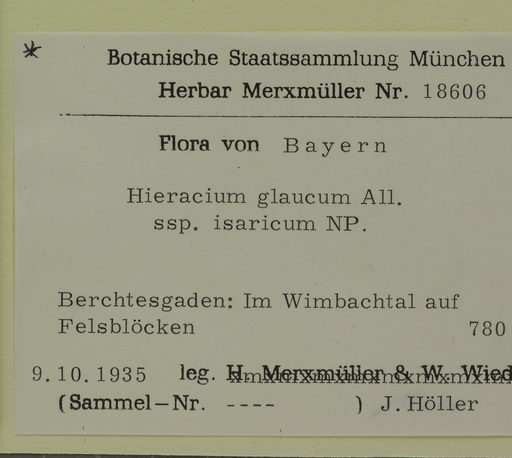 *
Botanische Staatssammlung München
Herbar Merxmüller Nr. 18606
Flora von Bayern
Hieracium glaucum All.
ssp. isaricum NP.
Berchtesgaden: Im Wimbachtal auf
Felsblöcken 780
9.10.1935 leg. H. Merxmüller & W. Wied
(Sammel-Nr. ---- ) J.Höller